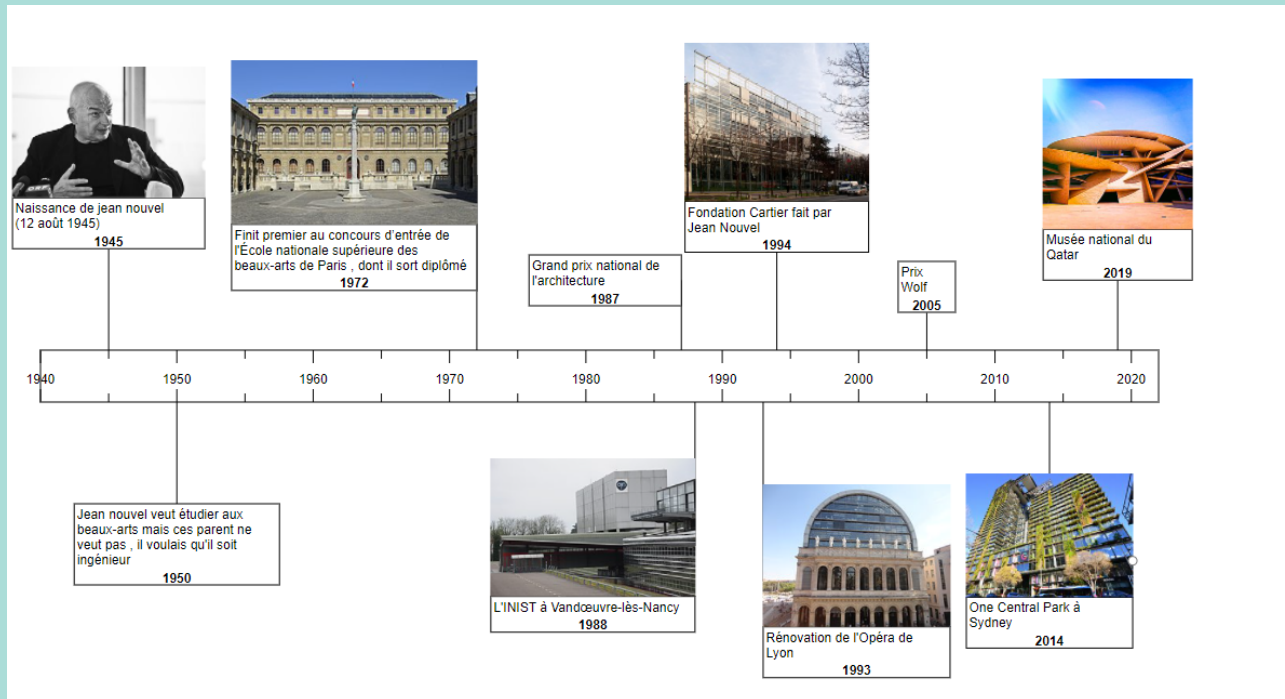 Naissance de jean nouvel
(12 août 1945)
1945
Finit premier au concours d'entrée de
l'École nationale supérieure des
beaux-arts de Paris , dont il sort diplômé
1972
Grand prix national de
l'architecture
1987
Fondation Cartier fait par
Jean Nouvel
1994
Prix
Wolf
2005
Musée national du
Qatar
2019
1940 1950 1960 1970 1980 1990 2000 2010 2020
Jean nouvel veut étudier aux
beaux-arts mais ces parent ne
veut pas , il voulais qu'il soit
ingénieur
1950
L'INIST à Vandœuvre-lès-Nancy
1988
Rénovation de l'Opéra de
Lyon
1993
One Central Park à
Sydney
2014